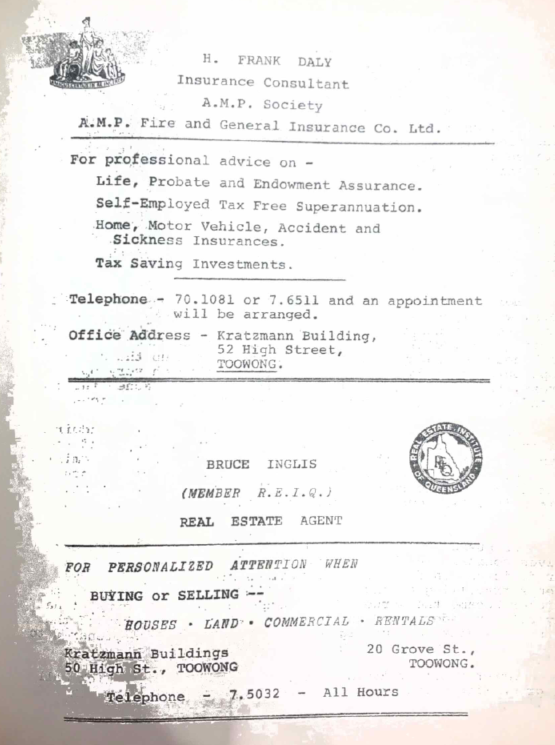 H. FRANK DALY
Insurance Consultant
A.M.P. Society
A.M.P. Fire and General Insurance Co. Ltd.
For professional advice on -
Life, Probate and Endowment Assurance.
Self-Employed Tax Free Superannuation.
Home, Motor Vehicle, Accident and
Sickness Insurances.
Tax Saving Investments.
Telephone - 70.1081 or 7.6511 and an appointment
will be arranged.
Office Address - Kratzmann Building,
52 High Street,
TOOWONG.
REAL ESTATE INSTITUTE
OF QUEENSLAND
BRUCE INGLIS
(MEMBER R.E.I.Q.)
REAL ESTATE AGENT
FOR PERSONALIZED ATTENTION WHEN
BUYING or SELLING :--
HOUSES · LAND · COMMERCIAL · RENTALS
Kratzmann Buildings
50 High St., TOOWONG
20 Grove St.,
TOOWONG.
Telephone - 7.5032 - All Hours